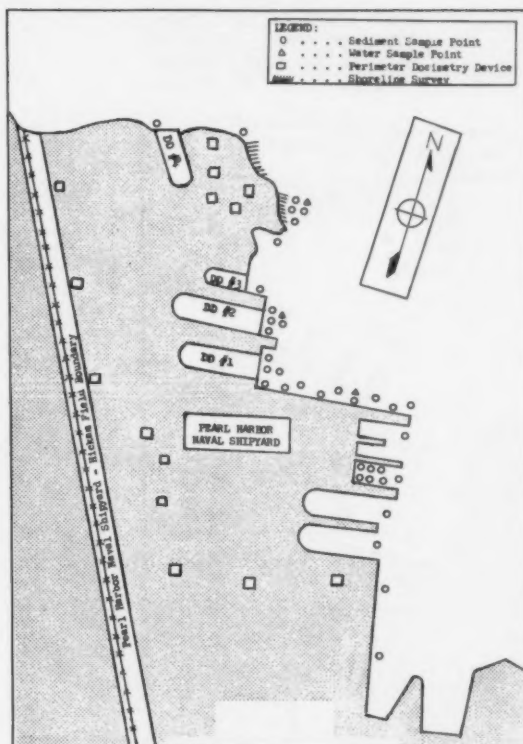 LEGEND:
. . . . Sediment Sample Point
. . . . Water Sample Point
. . . . Perimeter Dosimetry Device
. . . . Shoreline Survey
N
DD #4
DD #3
DD #2
DD #1
PEARL HARBOR
NAVAL SHIPYARD
Pearl Harbor Naval Shipyard - Hickam Field Boundary